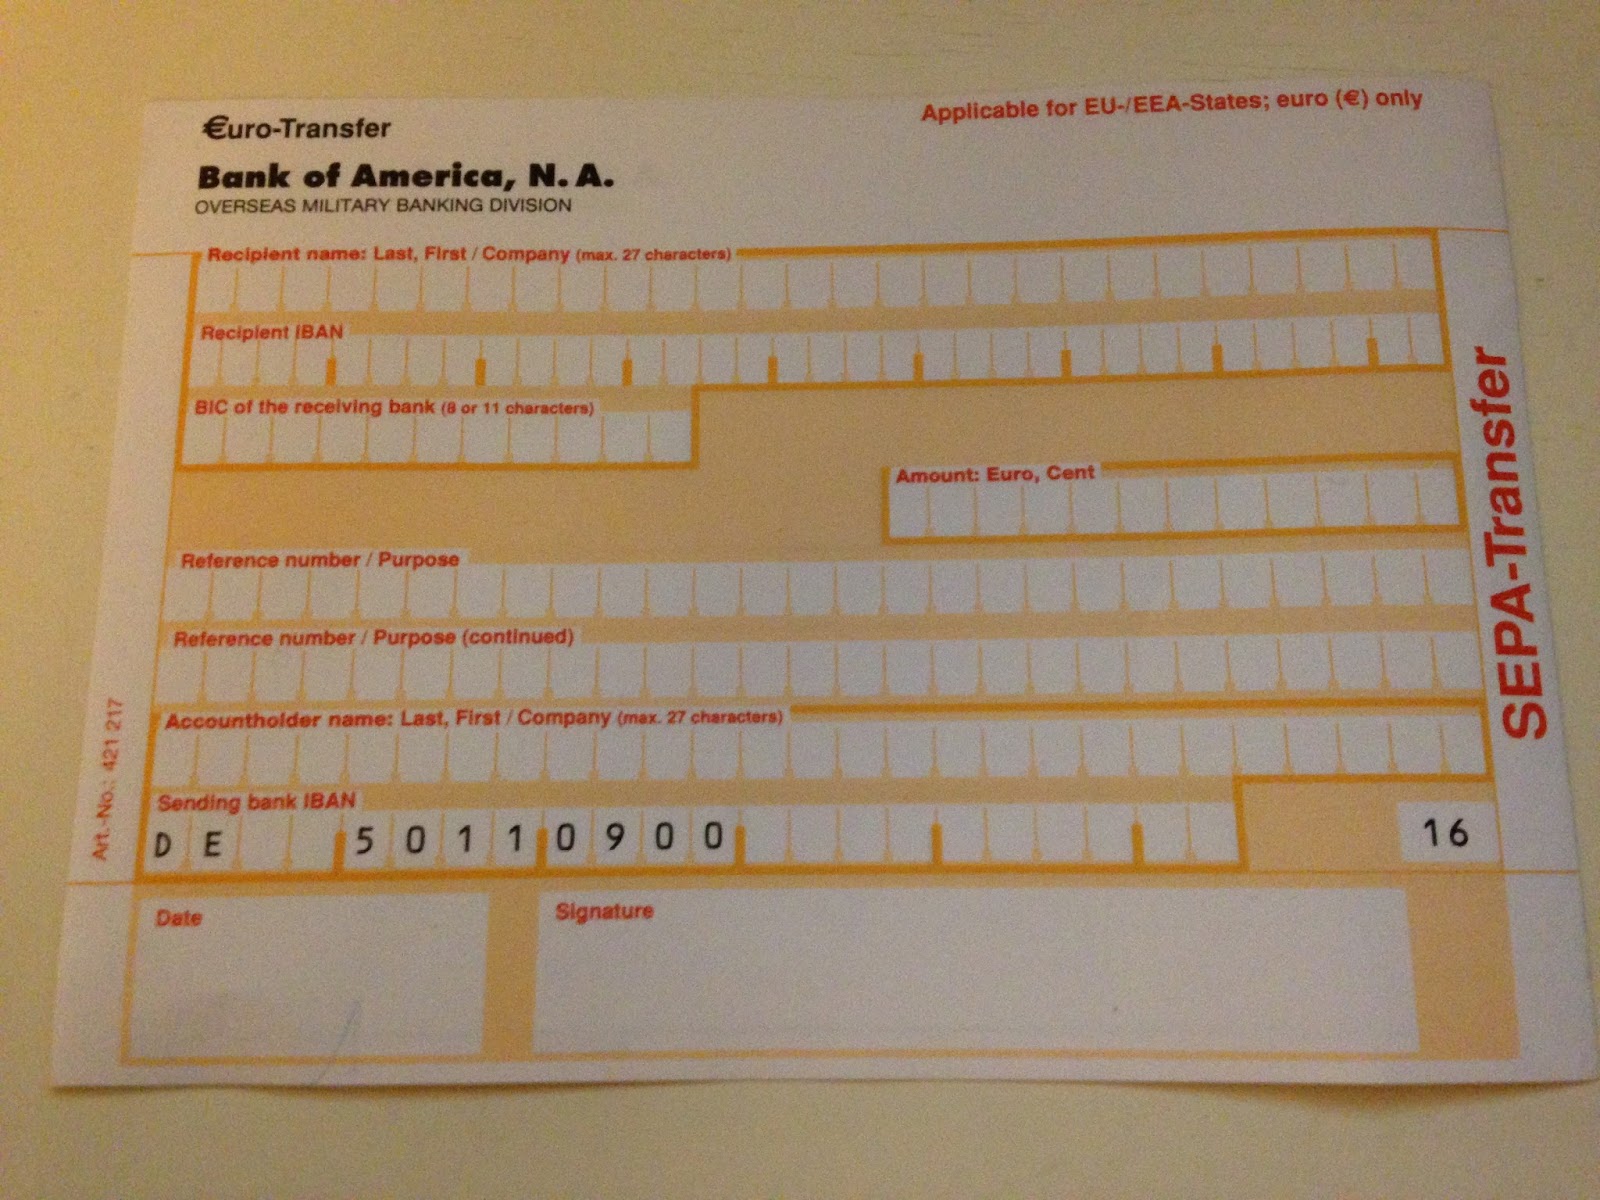 €uro-Transfer
Applicable for EU-/EEA-States; euro (€) only
Bank of America, N. A.
OVERSEAS MILITARY BANKING DIVISION
Recipient name: Last, First / Company (max. 27 characters)
Recipient IBAN
BIC of the receiving bank (8 or 11 characters)
Amount: Euro, Cent
Reference number / Purpose
Reference number / Purpose (continued)
Accountholder name: Last, First / Company (max. 27 characters)
Sending bank IBAN
DE 50110900
16
Date
Signature
SEPA-Transfer
Art.-No.: 421 217